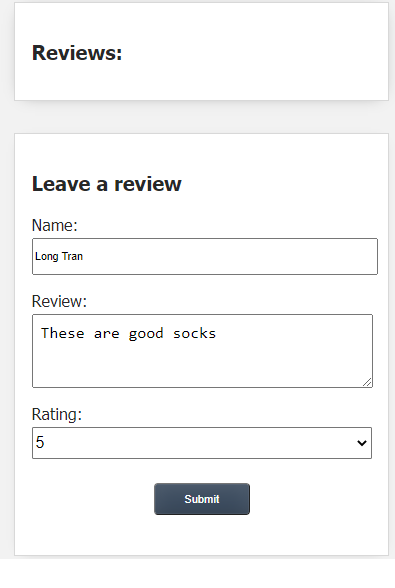 Reviews:
Leave a review
Name:
Long Tran
Review:
These are good socks
Rating:
5
Submit